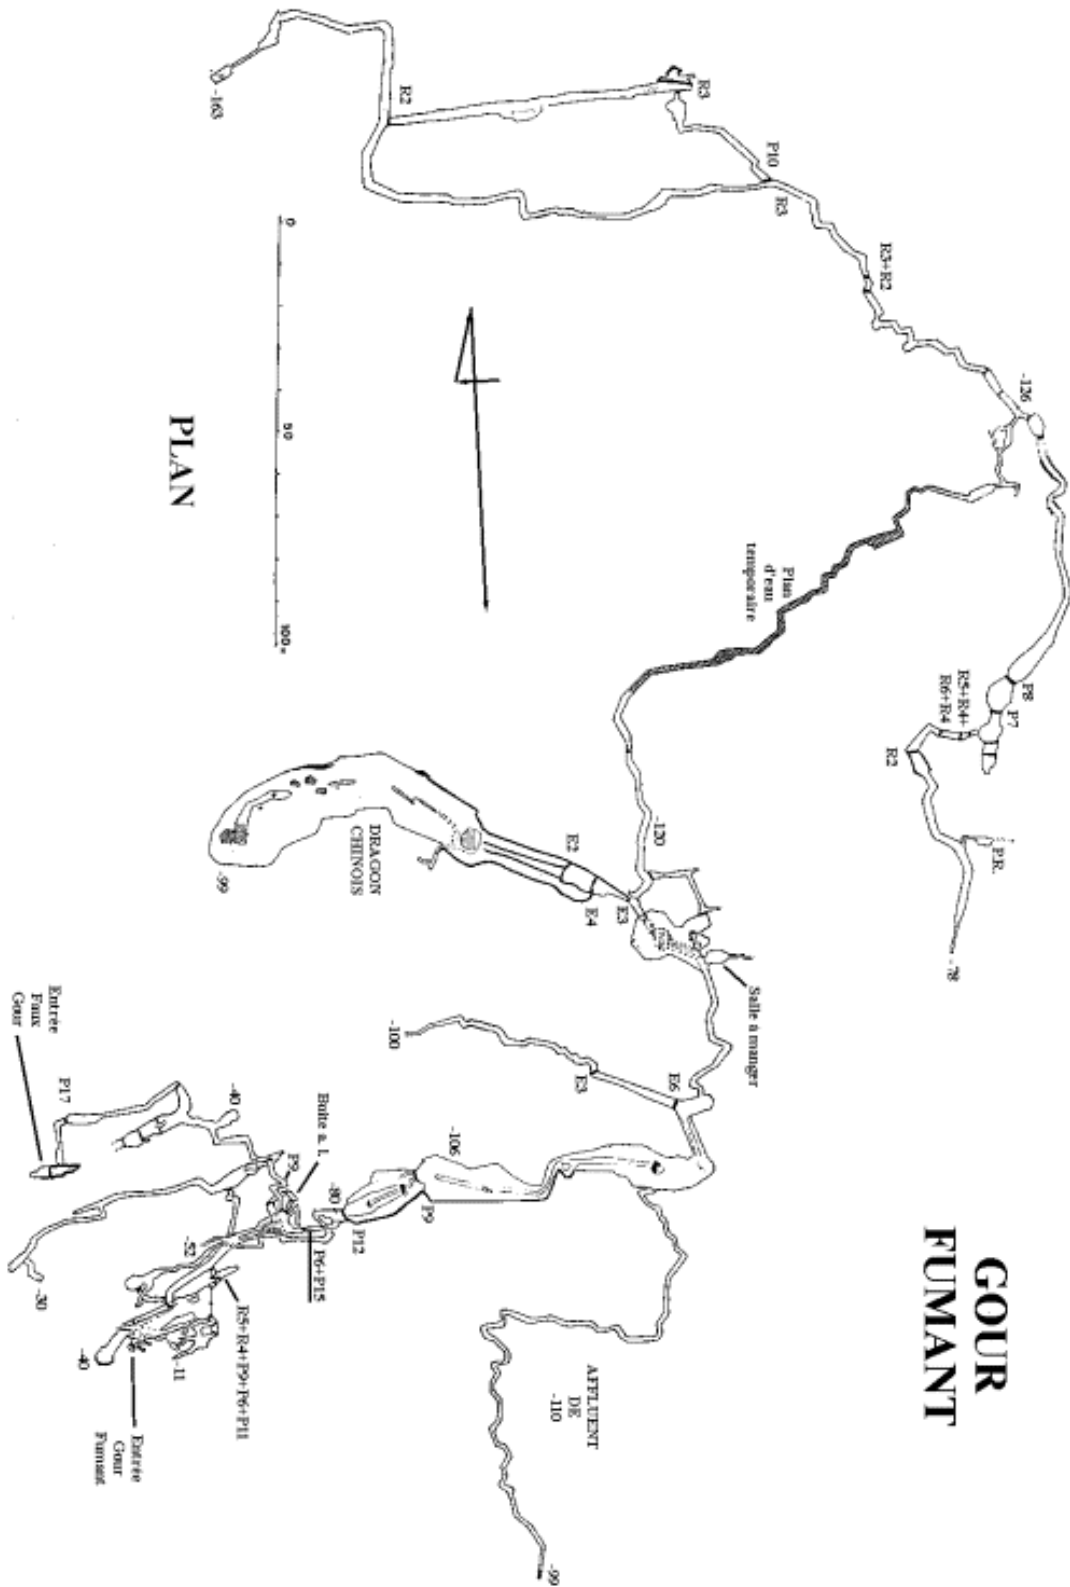 GOUR
FUMANT
PLAN
0
50
100
-163
R2
R3
P10
R3
R3+R2
-126
Plan
d'eau
temporaire
P8
P7
R5+R4+
R6+R4
R2
P.R.
-78
-120
DRAGON
CHINOIS
-99
E2
E4
E3
Salle à manger
-100
E3
E6
-106
P9
P12
-80
P6+P15
Boite a. L
P9
-40
P17
Entrée
Faux
Gour
-30
-52
R5+R4+P9+P6+P11
-11
-40
Entrée
Gour
Fumant
AFFLUENT
DE
-110
-99